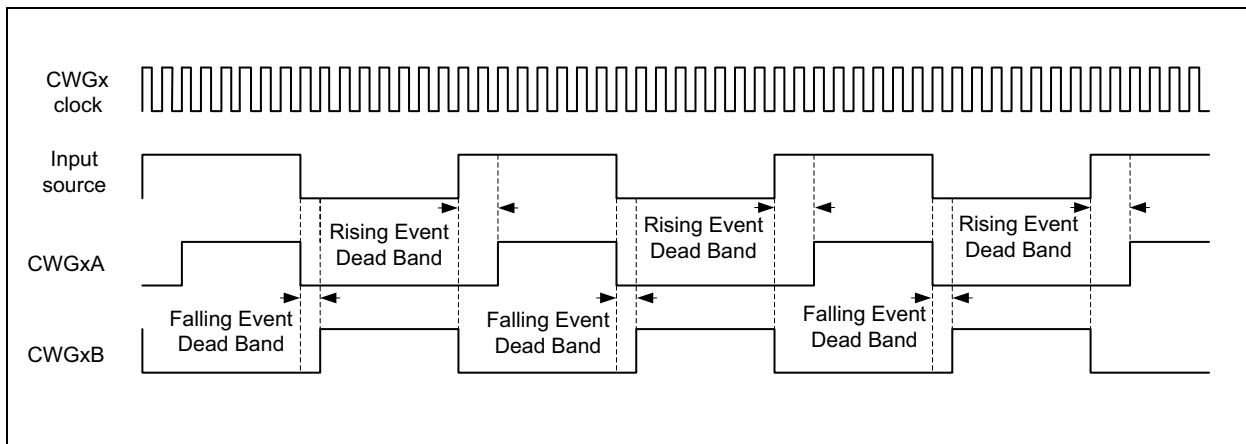 CWGx
clock
Input
source
Rising Event
Dead Band
Rising Event
Dead Band
Rising Event
Dead Band
CWGxA
Falling Event
Dead Band
Falling Event
Dead Band
Falling Event
Dead Band
CWGxB